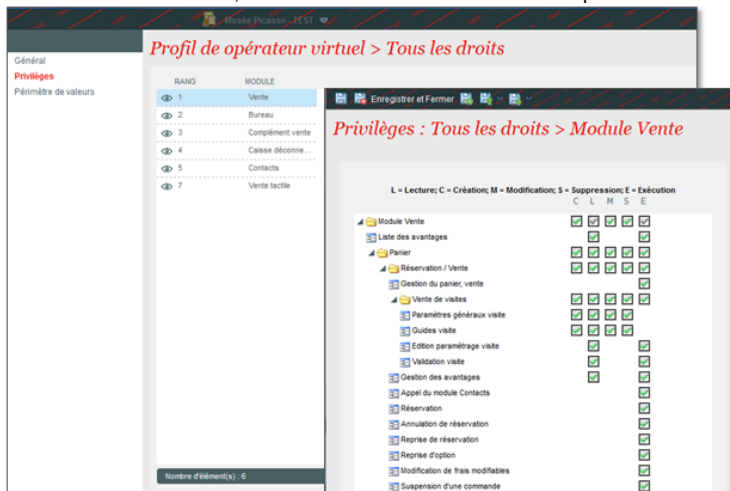 Musée Picasso - TEST
Profil de opérateur virtuel > Tous les droits
Général
Privilèges
Périmètre de valeurs
RANG MODULE
1 Vente
2 Bureau
3 Complément vente
4 Caisse déconne...
5 Contacts
7 Vente tactile
Nombre d'élément(s) : 6
Enregistrer et Fermer
Privilèges : Tous les droits > Module Vente
L = Lecture; C = Création; M = Modification; S = Suppression; E = Exécution
C L M S E
Module Vente
Liste des avantages
Panier
Réservation / Vente
Gestion du panier, vente
Vente de visites
Paramètres généraux visite
Guides visite
Edition paramétrage visite
Validation visite
Gestion des avantages
Appel du module Contacts
Réservation
Annulation de réservation
Reprise de réservation
Reprise d'option
Modification de frais modifiables
Suspension d'une commande